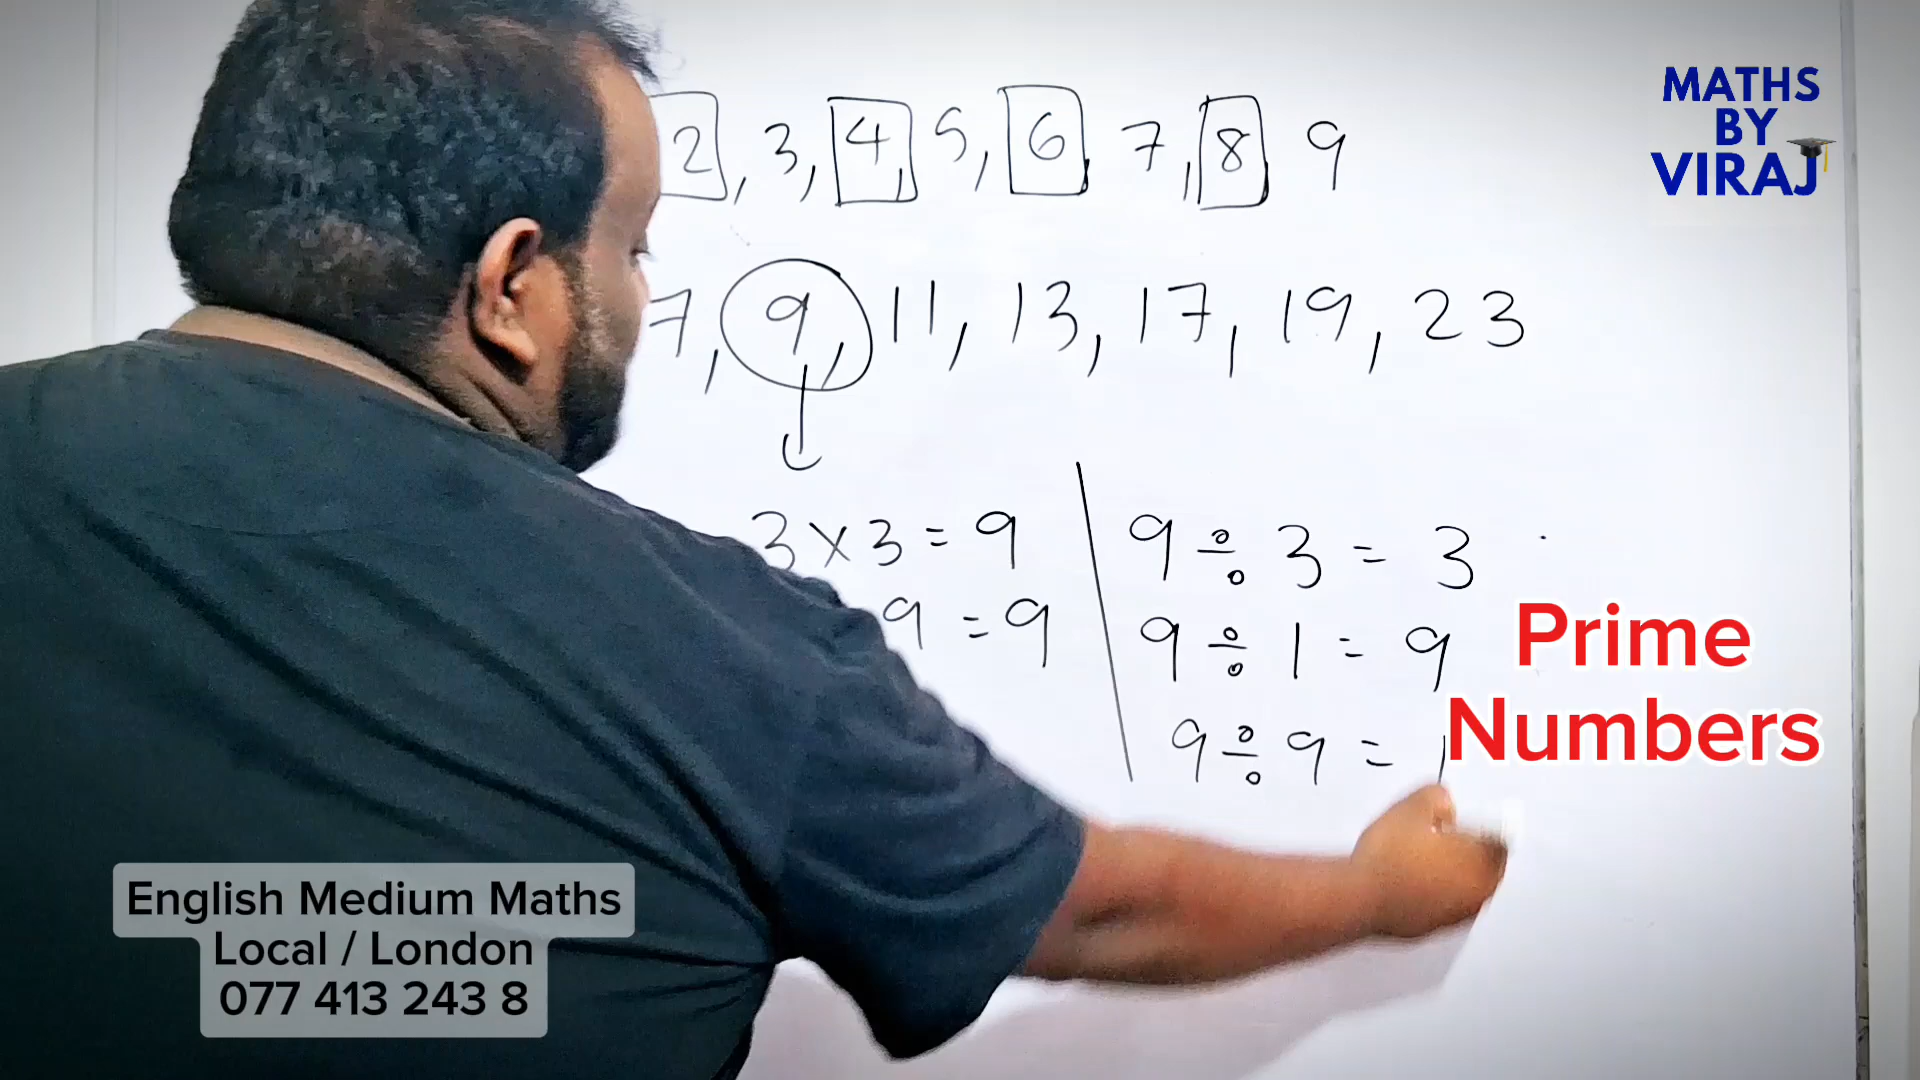 2, 3, 4, 5, 6, 7, 8, 9
7, 9, 11, 13, 17, 19, 23
3 × 3 = 9
9 = 9
9 ÷ 3 = 3
9 ÷ 1 = 9
9 ÷ 9 = 1
MATHS
BY
VIRAJ
Prime
Numbers
English Medium Maths
Local / London
077 413 243 8